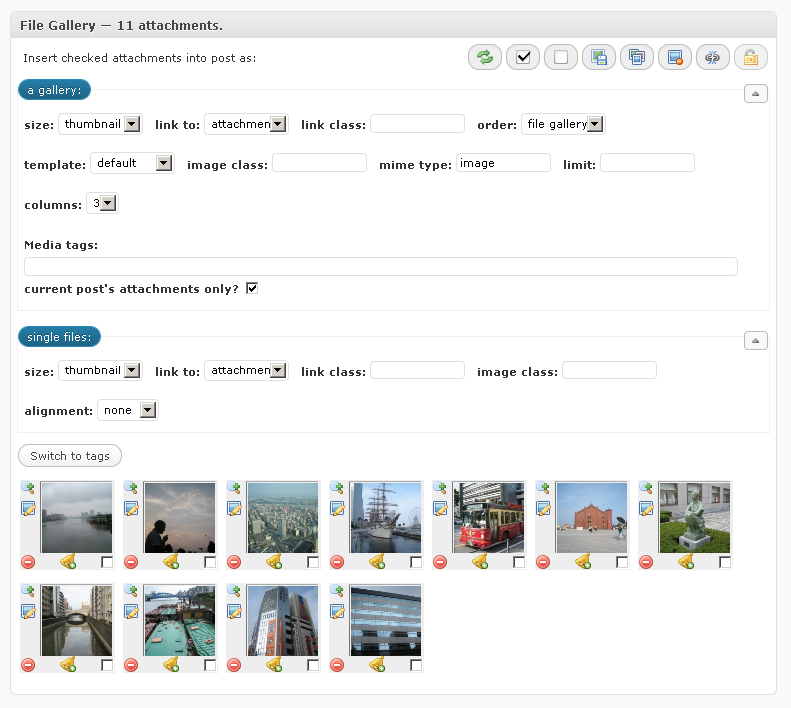 File Gallery — 11 attachments.
Insert checked attachments into post as:
a gallery:
size: thumbnail link to: attachmen link class: order: file gallery
template: default image class: mime type: image limit:
columns: 3
Media tags:
current post's attachments only?
single files:
size: thumbnail link to: attachmen link class: image class:
alignment: none
Switch to tags